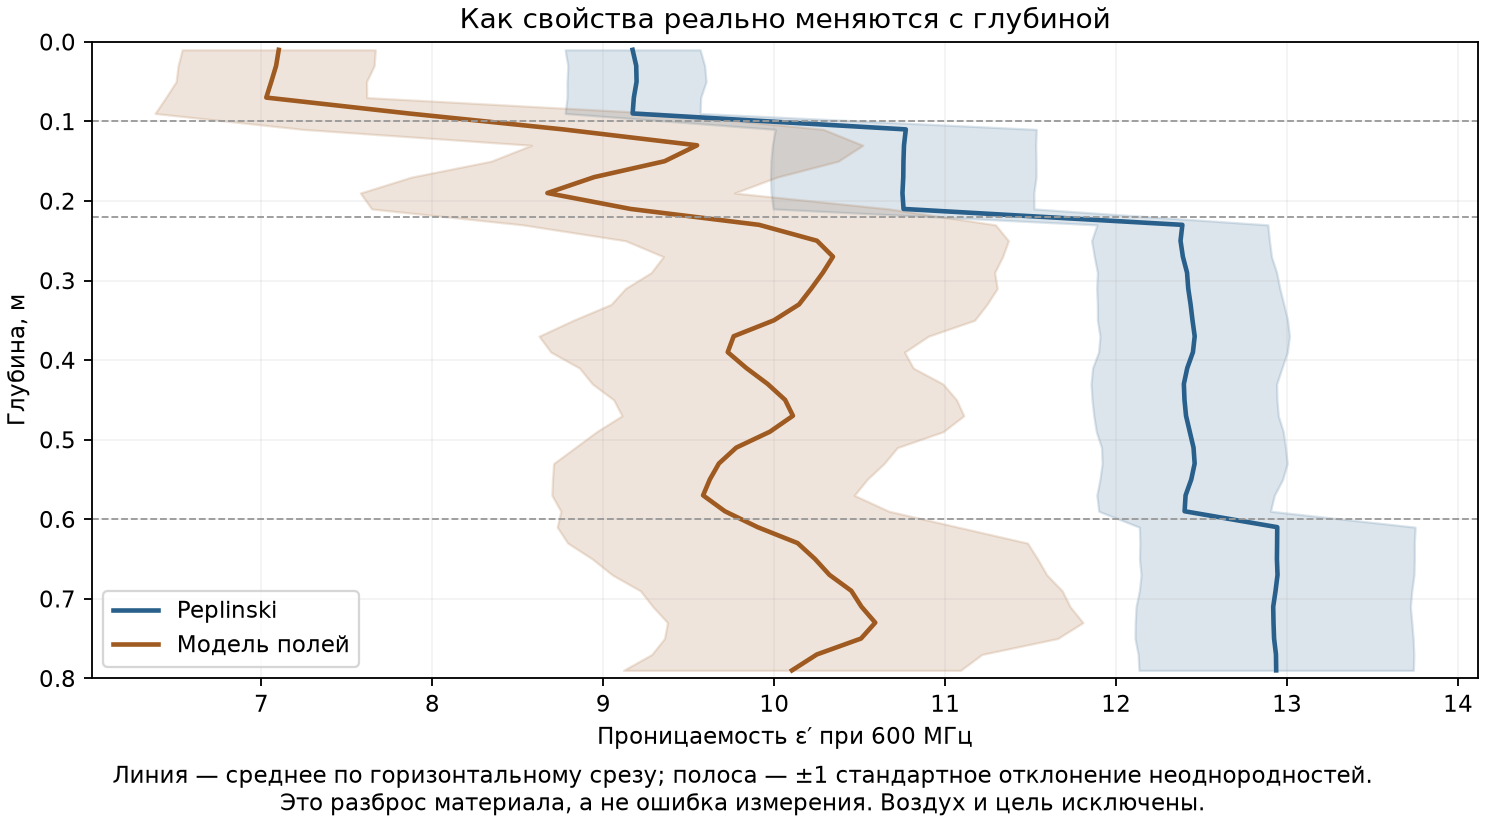 Как свойства реально меняются с глубиной
0.0
0.1
0.2
0.3
0.4
0.5
0.6
0.7
0.8
Глубина, м
Peplinski
Модель полей
7 8 9 10 11 12 13 14
Проницаемость ε′ при 600 МГц
Линия — среднее по горизонтальному срезу; полоса — ±1 стандартное отклонение неоднородностей.
Это разброс материала, а не ошибка измерения. Воздух и цель исключены.